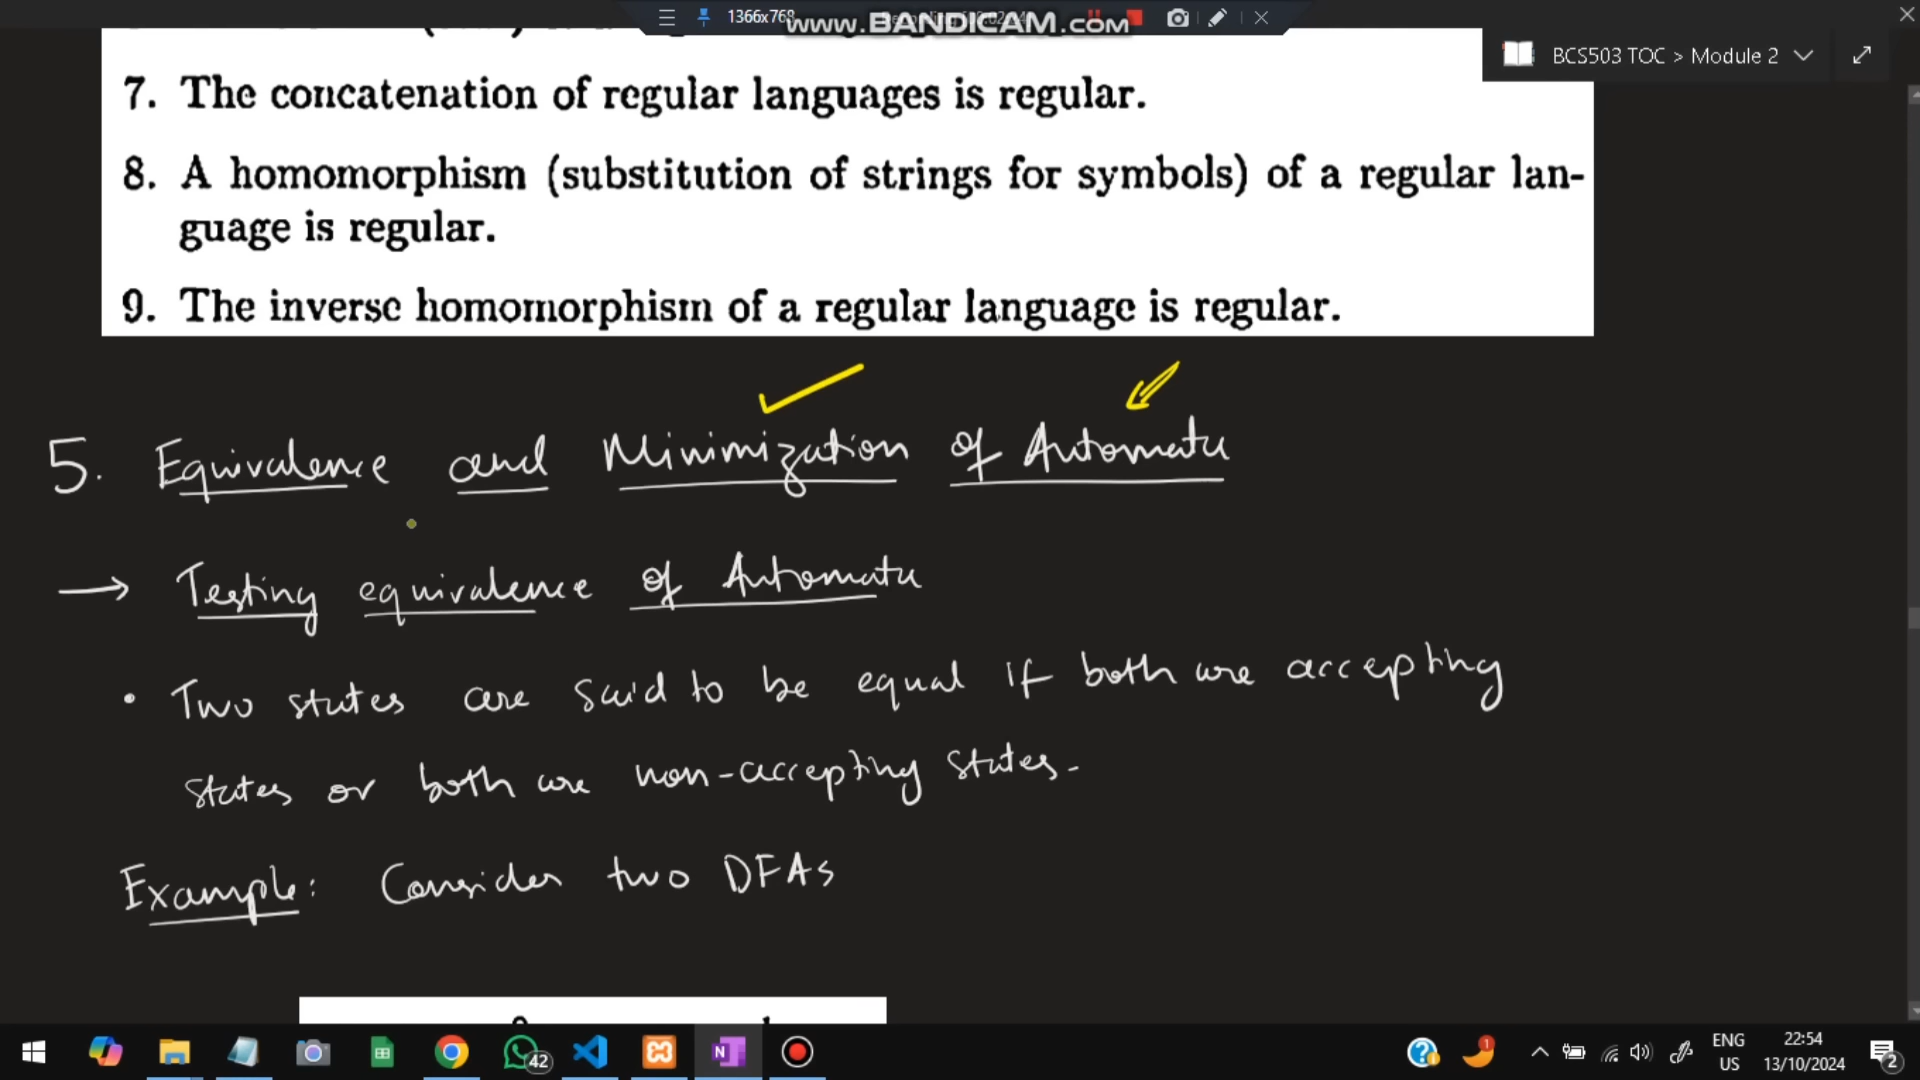 1366x768
www.BANDICAM.com
BCS503 TOC > Module 2
7. The concatenation of regular languages is regular.
8. A homomorphism (substitution of strings for symbols) of a regular lan-
guage is regular.
9. The inverse homomorphism of a regular language is regular.
5. Equivalence and Minimization of Automata
→ Testing equivalence of Automata
• Two states are said to be equal if both are accepting
states or both are non-accepting states.
Example: Consider two DFAs
42
1
ENG
US
22:54
13/10/2024
2